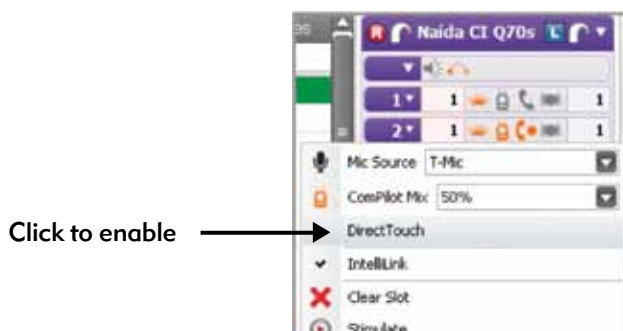 R Naída CI Q70s L
1 1 1
2 1 1
Mic Source T-Mic
ComPilot Mix 50%
Click to enable DirectTouch
IntelliLink
Clear Slot
Stimulate